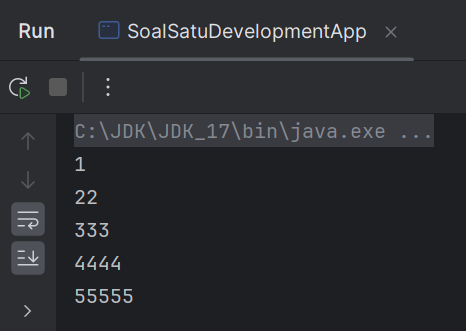 Run SoalSatuDevelopmentApp
C:\JDK\JDK_17\bin\java.exe ...
1
22
333
4444
55555